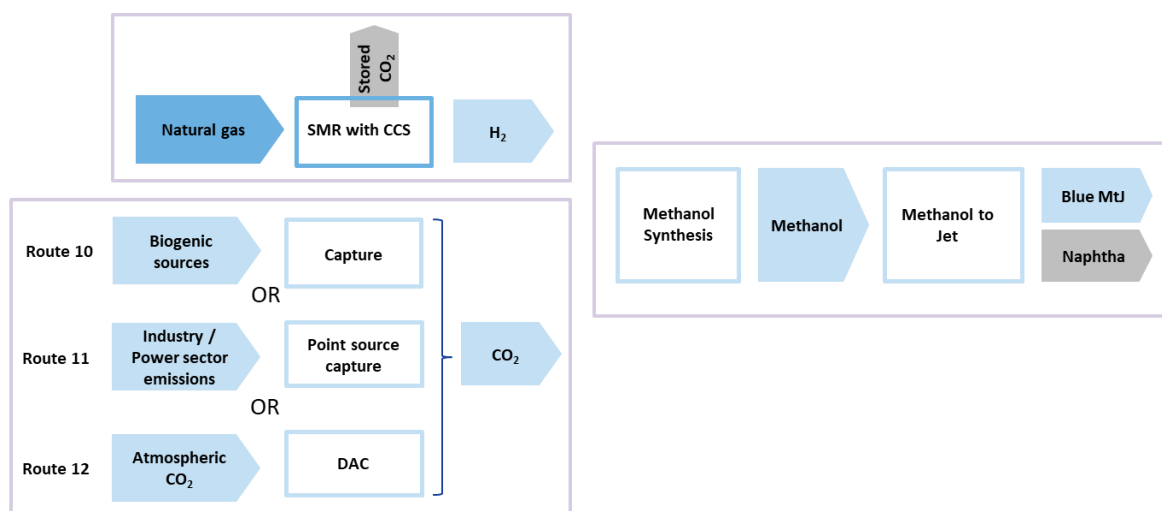 Stored
CO₂
Natural gas
SMR with CCS
H₂
Route 10
Biogenic
sources
Capture
OR
Route 11
Industry /
Power sector
emissions
Point source
capture
CO₂
OR
Route 12
Atmospheric
CO₂
DAC
Methanol
Synthesis
Methanol
Methanol to
Jet
Blue MtJ
Naphtha